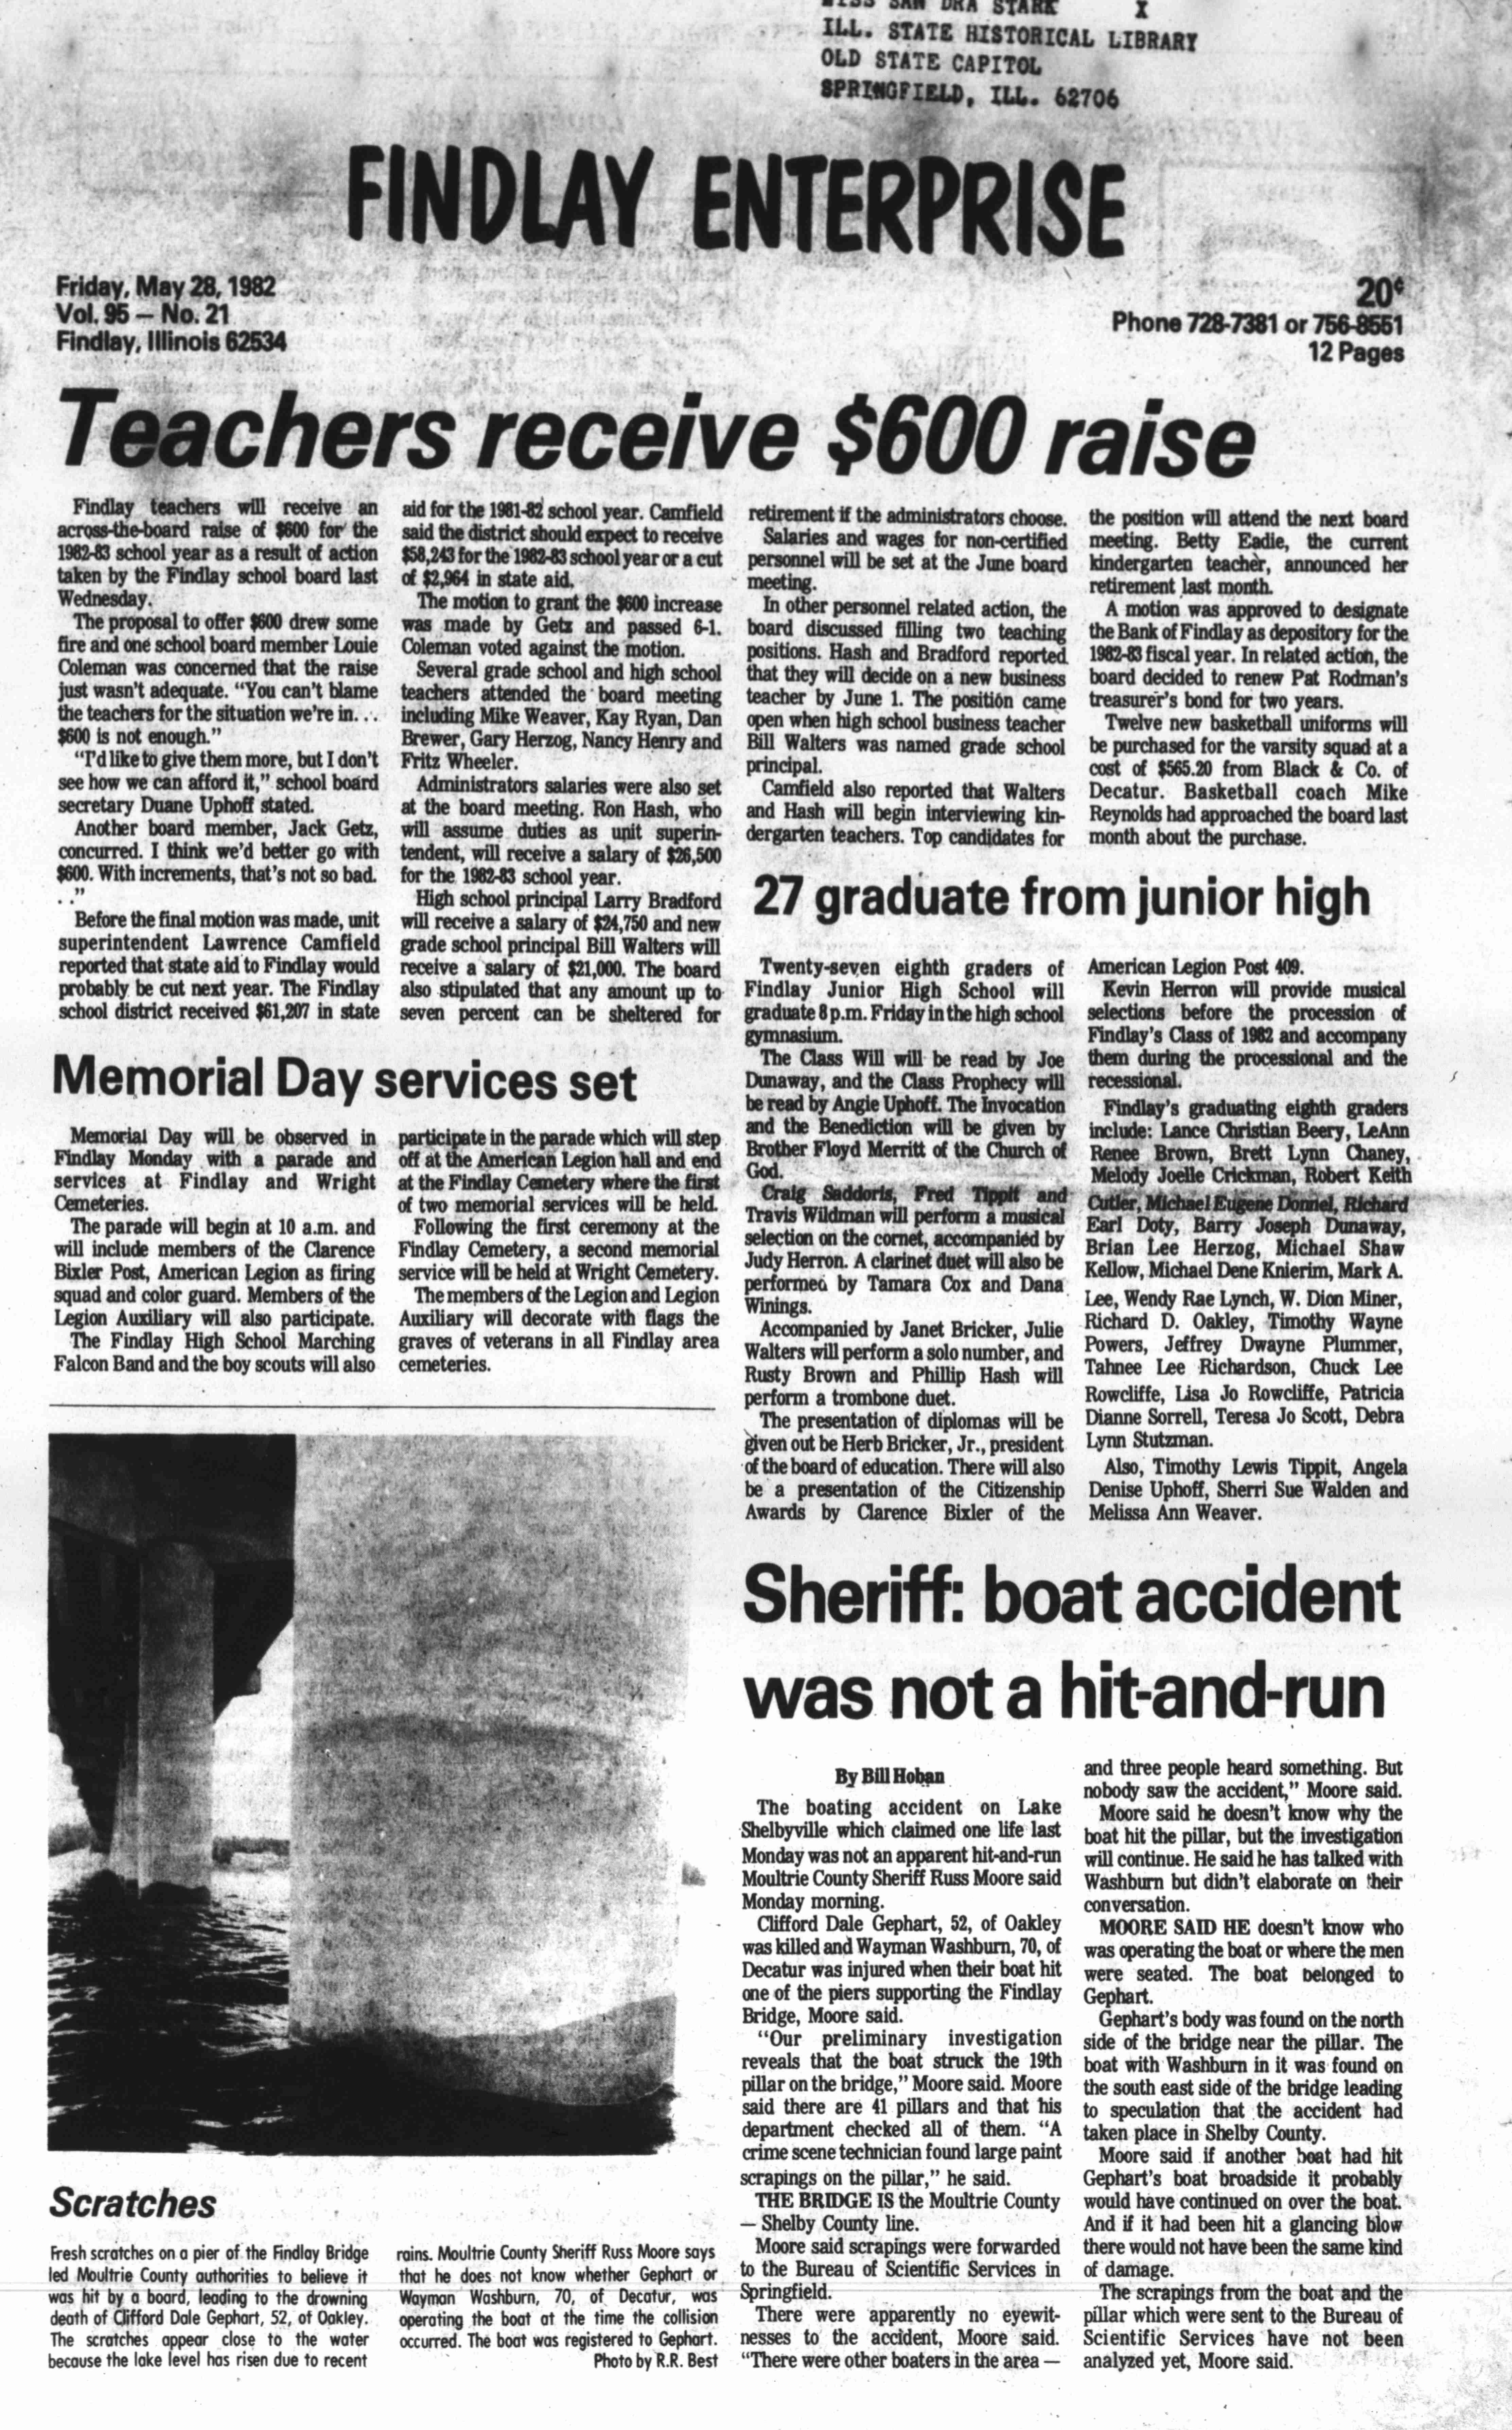 MISS SAN DRA STARK X
ILL. STATE HISTORICAL LIBRARY
OLD STATE CAPITOL
SPRINGFIELD, ILL. 62706
FINDLAY ENTERPRISE
Friday, May 28, 1982
Vol. 95 — No. 21
Findlay, Illinois 62534
20¢
Phone 728-7381 or 756-8551
12 Pages
Teachers receive $600 raise
Findlay teachers will receive an
across-the-board raise of $600 for the
1982-83 school year as a result of action
taken by the Findlay school board last
Wednesday.
The proposal to offer $600 drew some
fire and one school board member Louie
Coleman was concerned that the raise
just wasn't adequate. "You can't blame
the teachers for the situation we're in. . .
$600 is not enough."
"I'd like to give them more, but I don't
see how we can afford it," school board
secretary Duane Uphoff stated.
Another board member, Jack Getz,
concurred. I think we'd better go with
$600. With increments, that's not so bad.
. ."
Before the final motion was made, unit
superintendent Lawrence Camfield
reported that state aid to Findlay would
probably be cut next year. The Findlay
school district received $61,207 in state
aid for the 1981-82 school year. Camfield
said the district should expect to receive
$58,243 for the 1982-83 school year or a cut
of $2,964 in state aid.
The motion to grant the $600 increase
was made by Getz and passed 6-1.
Coleman voted against the motion.
Several grade school and high school
teachers attended the board meeting
including Mike Weaver, Kay Ryan, Dan
Brewer, Gary Herzog, Nancy Henry and
Fritz Wheeler.
Administrators salaries were also set
at the board meeting. Ron Hash, who
will assume duties as unit superin-
tendent, will receive a salary of $26,500
for the 1982-83 school year.
High school principal Larry Bradford
will receive a salary of $24,750 and new
grade school principal Bill Walters will
receive a salary of $21,000. The board
also stipulated that any amount up to
seven percent can be sheltered for
retirement if the administrators choose.
Salaries and wages for non-certified
personnel will be set at the June board
meeting.
In other personnel related action, the
board discussed filling two teaching
positions. Hash and Bradford reported
that they will decide on a new business
teacher by June 1. The position came
open when high school business teacher
Bill Walters was named grade school
principal.
Camfield also reported that Walters
and Hash will begin interviewing kin-
dergarten teachers. Top candidates for
the position will attend the next board
meeting. Betty Eadie, the current
kindergarten teacher, announced her
retirement last month.
A motion was approved to designate
the Bank of Findlay as depository for the
1982-83 fiscal year. In related action, the
board decided to renew Pat Rodman's
treasurer's bond for two years.
Twelve new basketball uniforms will
be purchased for the varsity squad at a
cost of $565.20 from Black & Co. of
Decatur. Basketball coach Mike
Reynolds had approached the board last
month about the purchase.
Memorial Day services set
Memorial Day will be observed in
Findlay Monday with a parade and
services at Findlay and Wright
Cemeteries.
The parade will begin at 10 a.m. and
will include members of the Clarence
Bixler Post, American Legion as firing
squad and color guard. Members of the
Legion Auxiliary will also participate.
The Findlay High School Marching
Falcon Band and the boy scouts will also
participate in the parade which will step
off at the American Legion hall and end
at the Findlay Cemetery where the first
of two memorial services will be held.
Following the first ceremony at the
Findlay Cemetery, a second memorial
service will be held at Wright Cemetery.
The members of the Legion and Legion
Auxiliary will decorate with flags the
graves of veterans in all Findlay area
cemeteries.
27 graduate from junior high
Twenty-seven eighth graders of
Findlay Junior High School will
graduate 8 p.m. Friday in the high school
gymnasium.
The Class Will will be read by Joe
Dunaway, and the Class Prophecy will
be read by Angie Uphoff. The Invocation
and the Benediction will be given by
Brother Floyd Merritt of the Church of
God.
Craig Saddoris, Fred Tippit and
Travis Wildman will perform a musical
selection on the cornet, accompanied by
Judy Herron. A clarinet duet will also be
performed by Tamara Cox and Dana
Winings.
Accompanied by Janet Bricker, Julie
Walters will perform a solo number, and
Rusty Brown and Phillip Hash will
perform a trombone duet.
The presentation of diplomas will be
given out be Herb Bricker, Jr., president
of the board of education. There will also
be a presentation of the Citizenship
Awards by Clarence Bixler of the
American Legion Post 409.
Kevin Herron will provide musical
selections before the procession of
Findlay's Class of 1982 and accompany
them during the processional and the
recessional.
Findlay's graduating eighth graders
include: Lance Christian Beery, LeAnn
Renee Brown, Brett Lynn Chaney,
Melody Joelle Crickman, Robert Keith
Cutler, Michael Eugene Donnel, Richard
Earl Doty, Barry Joseph Dunaway,
Brian Lee Herzog, Michael Shaw
Kellow, Michael Dene Knierim, Mark A.
Lee, Wendy Rae Lynch, W. Dion Miner,
Richard D. Oakley, Timothy Wayne
Powers, Jeffrey Dwayne Plummer,
Tahnee Lee Richardson, Chuck Lee
Rowcliffe, Lisa Jo Rowcliffe, Patricia
Dianne Sorrell, Teresa Jo Scott, Debra
Lynn Stutzman.
Also, Timothy Lewis Tippit, Angela
Denise Uphoff, Sherri Sue Walden and
Melissa Ann Weaver.
Sheriff: boat accident
was not a hit-and-run
By Bill Hoban
The boating accident on Lake
Shelbyville which claimed one life last
Monday was not an apparent hit-and-run
Moultrie County Sheriff Russ Moore said
Monday morning.
Clifford Dale Gephart, 52, of Oakley
was killed and Wayman Washburn, 70, of
Decatur was injured when their boat hit
one of the piers supporting the Findlay
Bridge, Moore said.
"Our preliminary investigation
reveals that the boat struck the 19th
pillar on the bridge," Moore said. Moore
said there are 41 pillars and that his
department checked all of them. "A
crime scene technician found large paint
scrapings on the pillar," he said.
THE BRIDGE IS the Moultrie County
— Shelby County line.
Moore said scrapings were forwarded
to the Bureau of Scientific Services in
Springfield.
There were apparently no eyewit-
nesses to the accident, Moore said.
"There were other boaters in the area —
and three people heard something. But
nobody saw the accident," Moore said.
Moore said he doesn't know why the
boat hit the pillar, but the investigation
will continue. He said he has talked with
Washburn but didn't elaborate on their
conversation.
MOORE SAID HE doesn't know who
was operating the boat or where the men
were seated. The boat belonged to
Gephart.
Gephart's body was found on the north
side of the bridge near the pillar. The
boat with Washburn in it was found on
the south east side of the bridge leading
to speculation that the accident had
taken place in Shelby County.
Moore said if another boat had hit
Gephart's boat broadside it probably
would have continued on over the boat.
And if it had been hit a glancing blow
there would not have been the same kind
of damage.
The scrapings from the boat and the
pillar which were sent to the Bureau of
Scientific Services have not been
analyzed yet, Moore said.
Scratches
Fresh scratches on a pier of the Findlay Bridge
led Moultrie County authorities to believe it
was hit by a board, leading to the drowning
death of Clifford Dale Gephart, 52, of Oakley.
The scratches appear close to the water
because the lake level has risen due to recent
rains. Moultrie County Sheriff Russ Moore says
that he does not know whether Gephart or
Wayman Washburn, 70, of Decatur, was
operating the boat at the time the collision
occurred. The boat was registered to Gephart.
Photo by R.R. Best